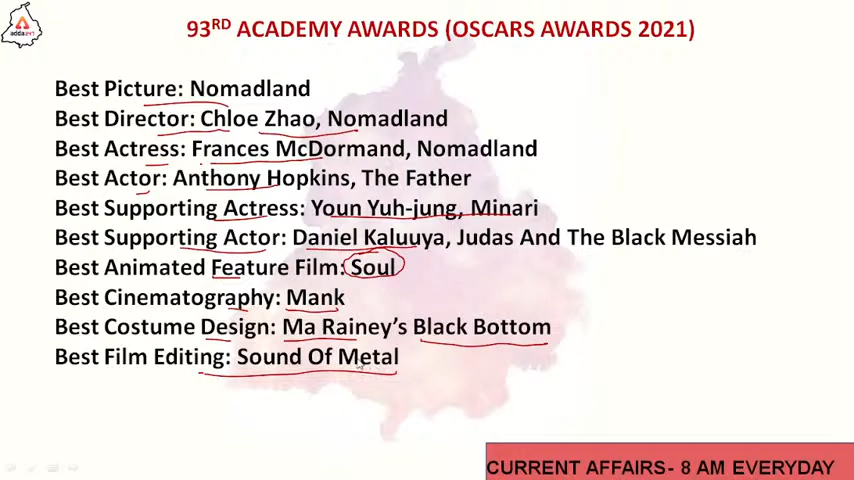 adda247
93RD ACADEMY AWARDS (OSCARS AWARDS 2021)
Best Picture: Nomadland
Best Director: Chloe Zhao, Nomadland
Best Actress: Frances McDormand, Nomadland
Best Actor: Anthony Hopkins, The Father
Best Supporting Actress: Youn Yuh-jung, Minari
Best Supporting Actor: Daniel Kaluuya, Judas And The Black Messiah
Best Animated Feature Film: Soul
Best Cinematography: Mank
Best Costume Design: Ma Rainey's Black Bottom
Best Film Editing: Sound Of Metal
CURRENT AFFAIRS- 8 AM EVERYDAY